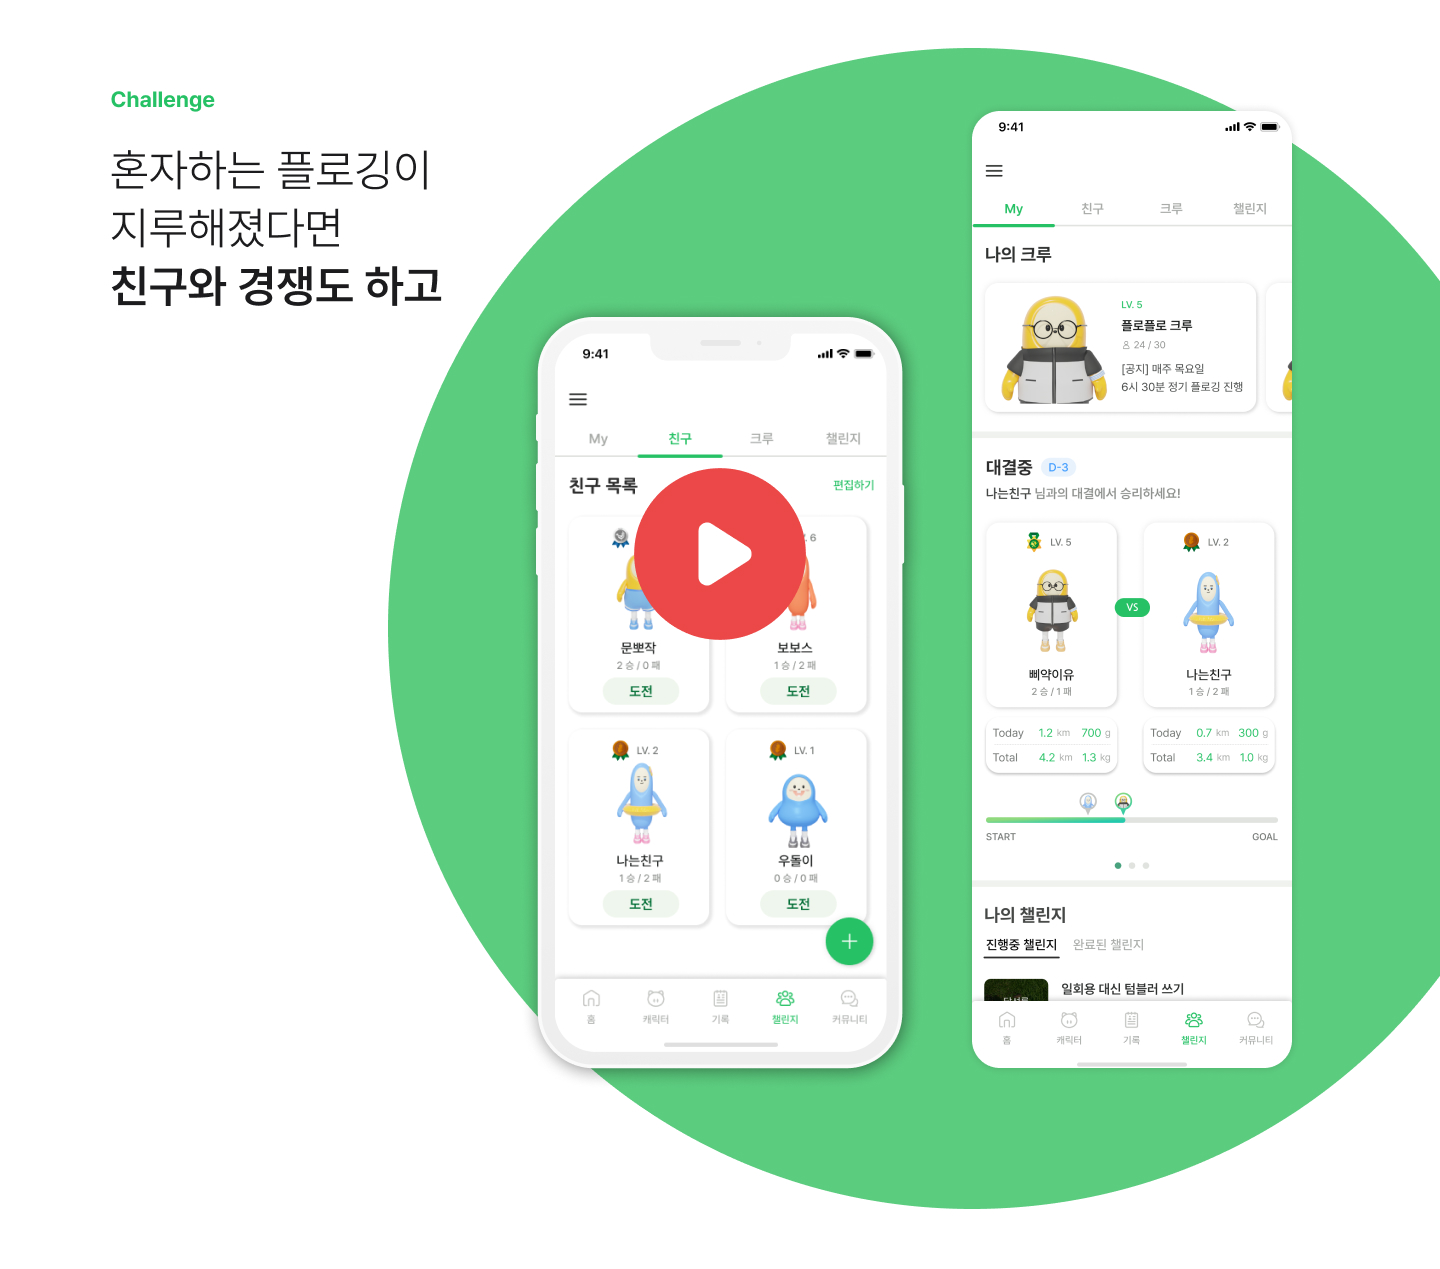 Challenge
혼자하는 플로깅이
지루해졌다면
친구와 경쟁도 하고
9:41
My 친구 크루 챌린지
친구 목록 편집하기
6
문뽀작 보보스
2 승 / 0 패 1 승 / 2 패
도전 도전
LV. 2 LV. 1
나는친구 우돌이
1 승 / 2 패 0 승 / 0 패
도전 도전
홈 캐릭터 기록 챌린지 커뮤니티
9:41
My 친구 크루 챌린지
나의 크루
LV. 5
플로플로 크루
24 / 30
[공지] 매주 목요일
6시 30분 정기 플로깅 진행
대결중 D-3
나는친구 님과의 대결에서 승리하세요!
LV. 5 LV. 2
VS
삐약이유 나는친구
2 승 / 1 패 1 승 / 2 패
Today 1.2 km 700 g Today 0.7 km 300 g
Total 4.2 km 1.3 kg Total 3.4 km 1.0 kg
START GOAL
나의 챌린지
진행중 챌린지 완료된 챌린지
일회용 대신 텀블러 쓰기
홈 캐릭터 기록 챌린지 커뮤니티